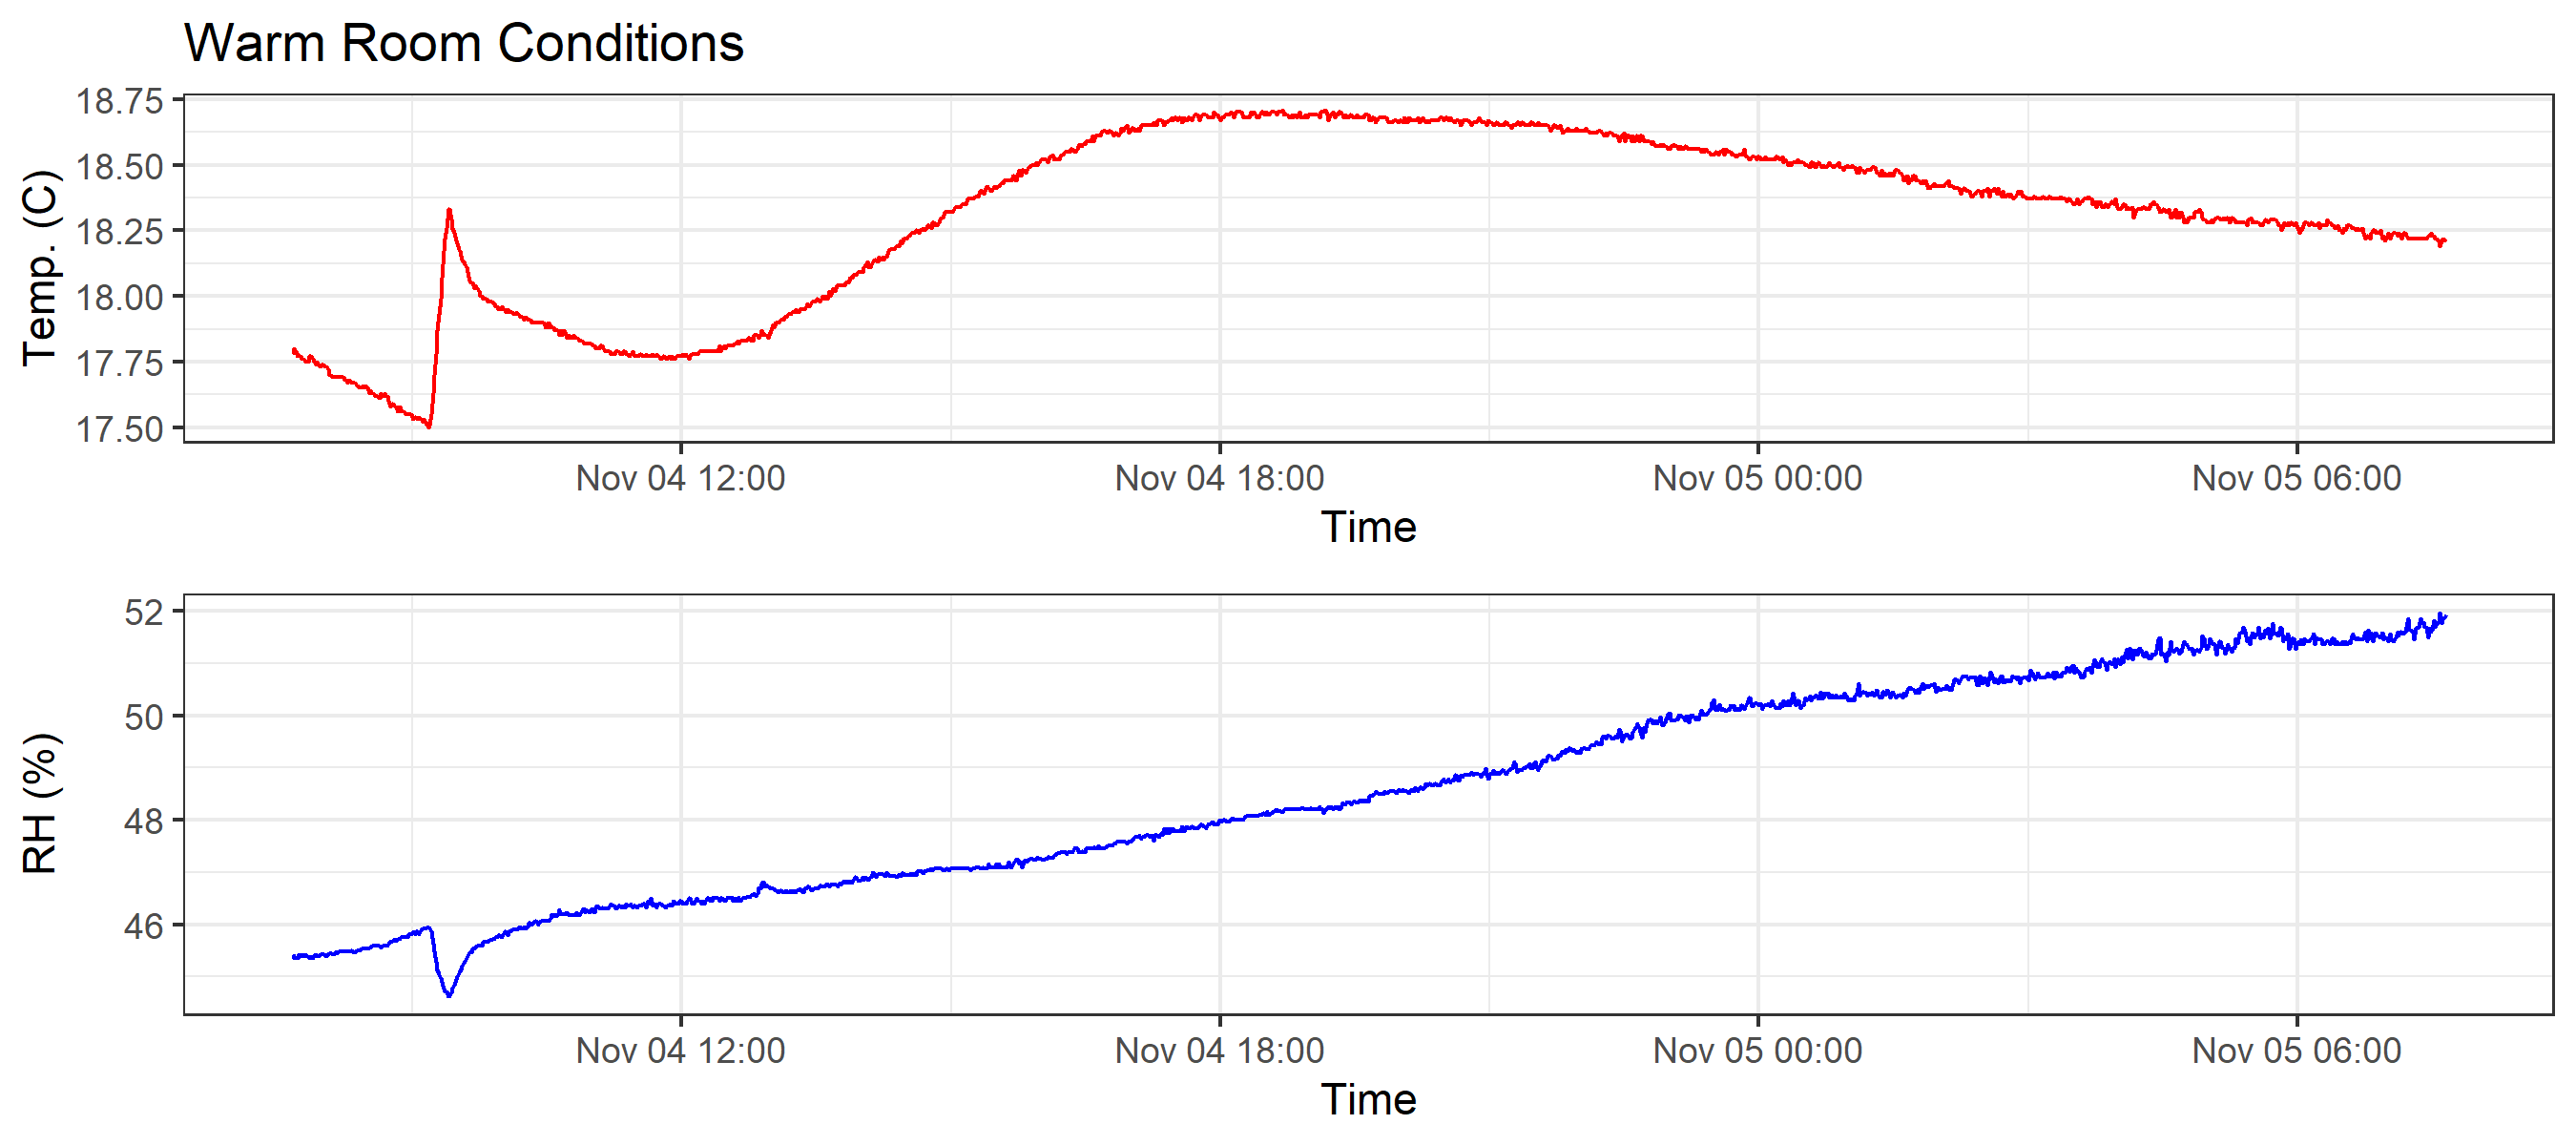 Warm Room Conditions
Temp. (C)
18.75
18.50
18.25
18.00
17.75
17.50
Nov 04 12:00 Nov 04 18:00 Nov 05 00:00 Nov 05 06:00
Time
RH (%)
52
50
48
46
Nov 04 12:00 Nov 04 18:00 Nov 05 00:00 Nov 05 06:00
Time